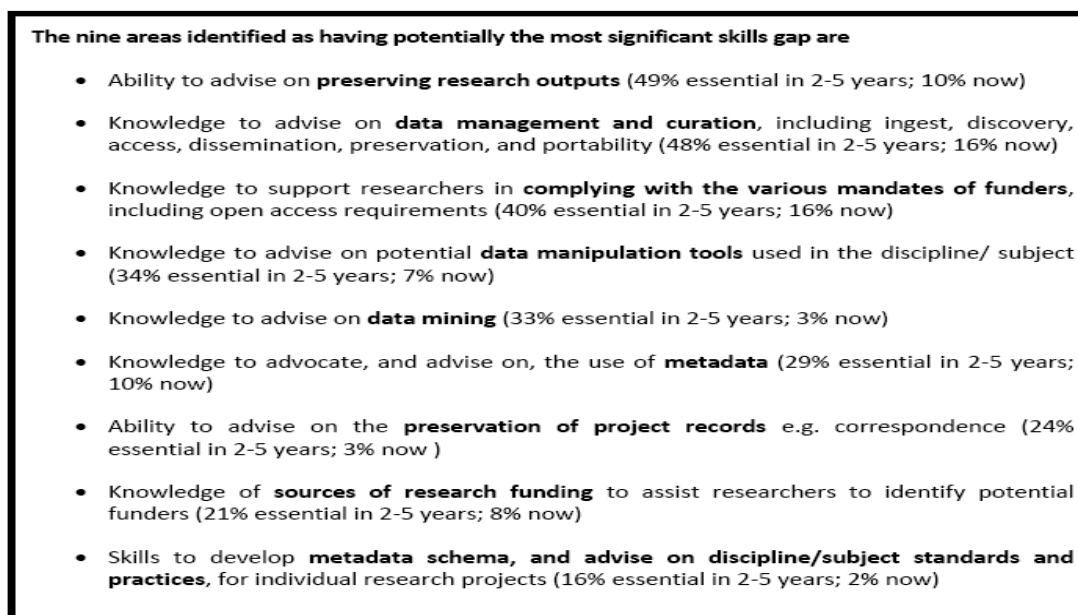 The nine areas identified as having potentially the most significant skills gap are
• Ability to advise on preserving research outputs (49% essential in 2-5 years; 10% now)
• Knowledge to advise on data management and curation, including ingest, discovery,
access, dissemination, preservation, and portability (48% essential in 2-5 years; 16% now)
• Knowledge to support researchers in complying with the various mandates of funders,
including open access requirements (40% essential in 2-5 years; 16% now)
• Knowledge to advise on potential data manipulation tools used in the discipline/ subject
(34% essential in 2-5 years; 7% now)
• Knowledge to advise on data mining (33% essential in 2-5 years; 3% now)
• Knowledge to advocate, and advise on, the use of metadata (29% essential in 2-5 years;
10% now)
• Ability to advise on the preservation of project records e.g. correspondence (24%
essential in 2-5 years; 3% now )
• Knowledge of sources of research funding to assist researchers to identify potential
funders (21% essential in 2-5 years; 8% now)
• Skills to develop metadata schema, and advise on discipline/subject standards and
practices, for individual research projects (16% essential in 2-5 years; 2% now)